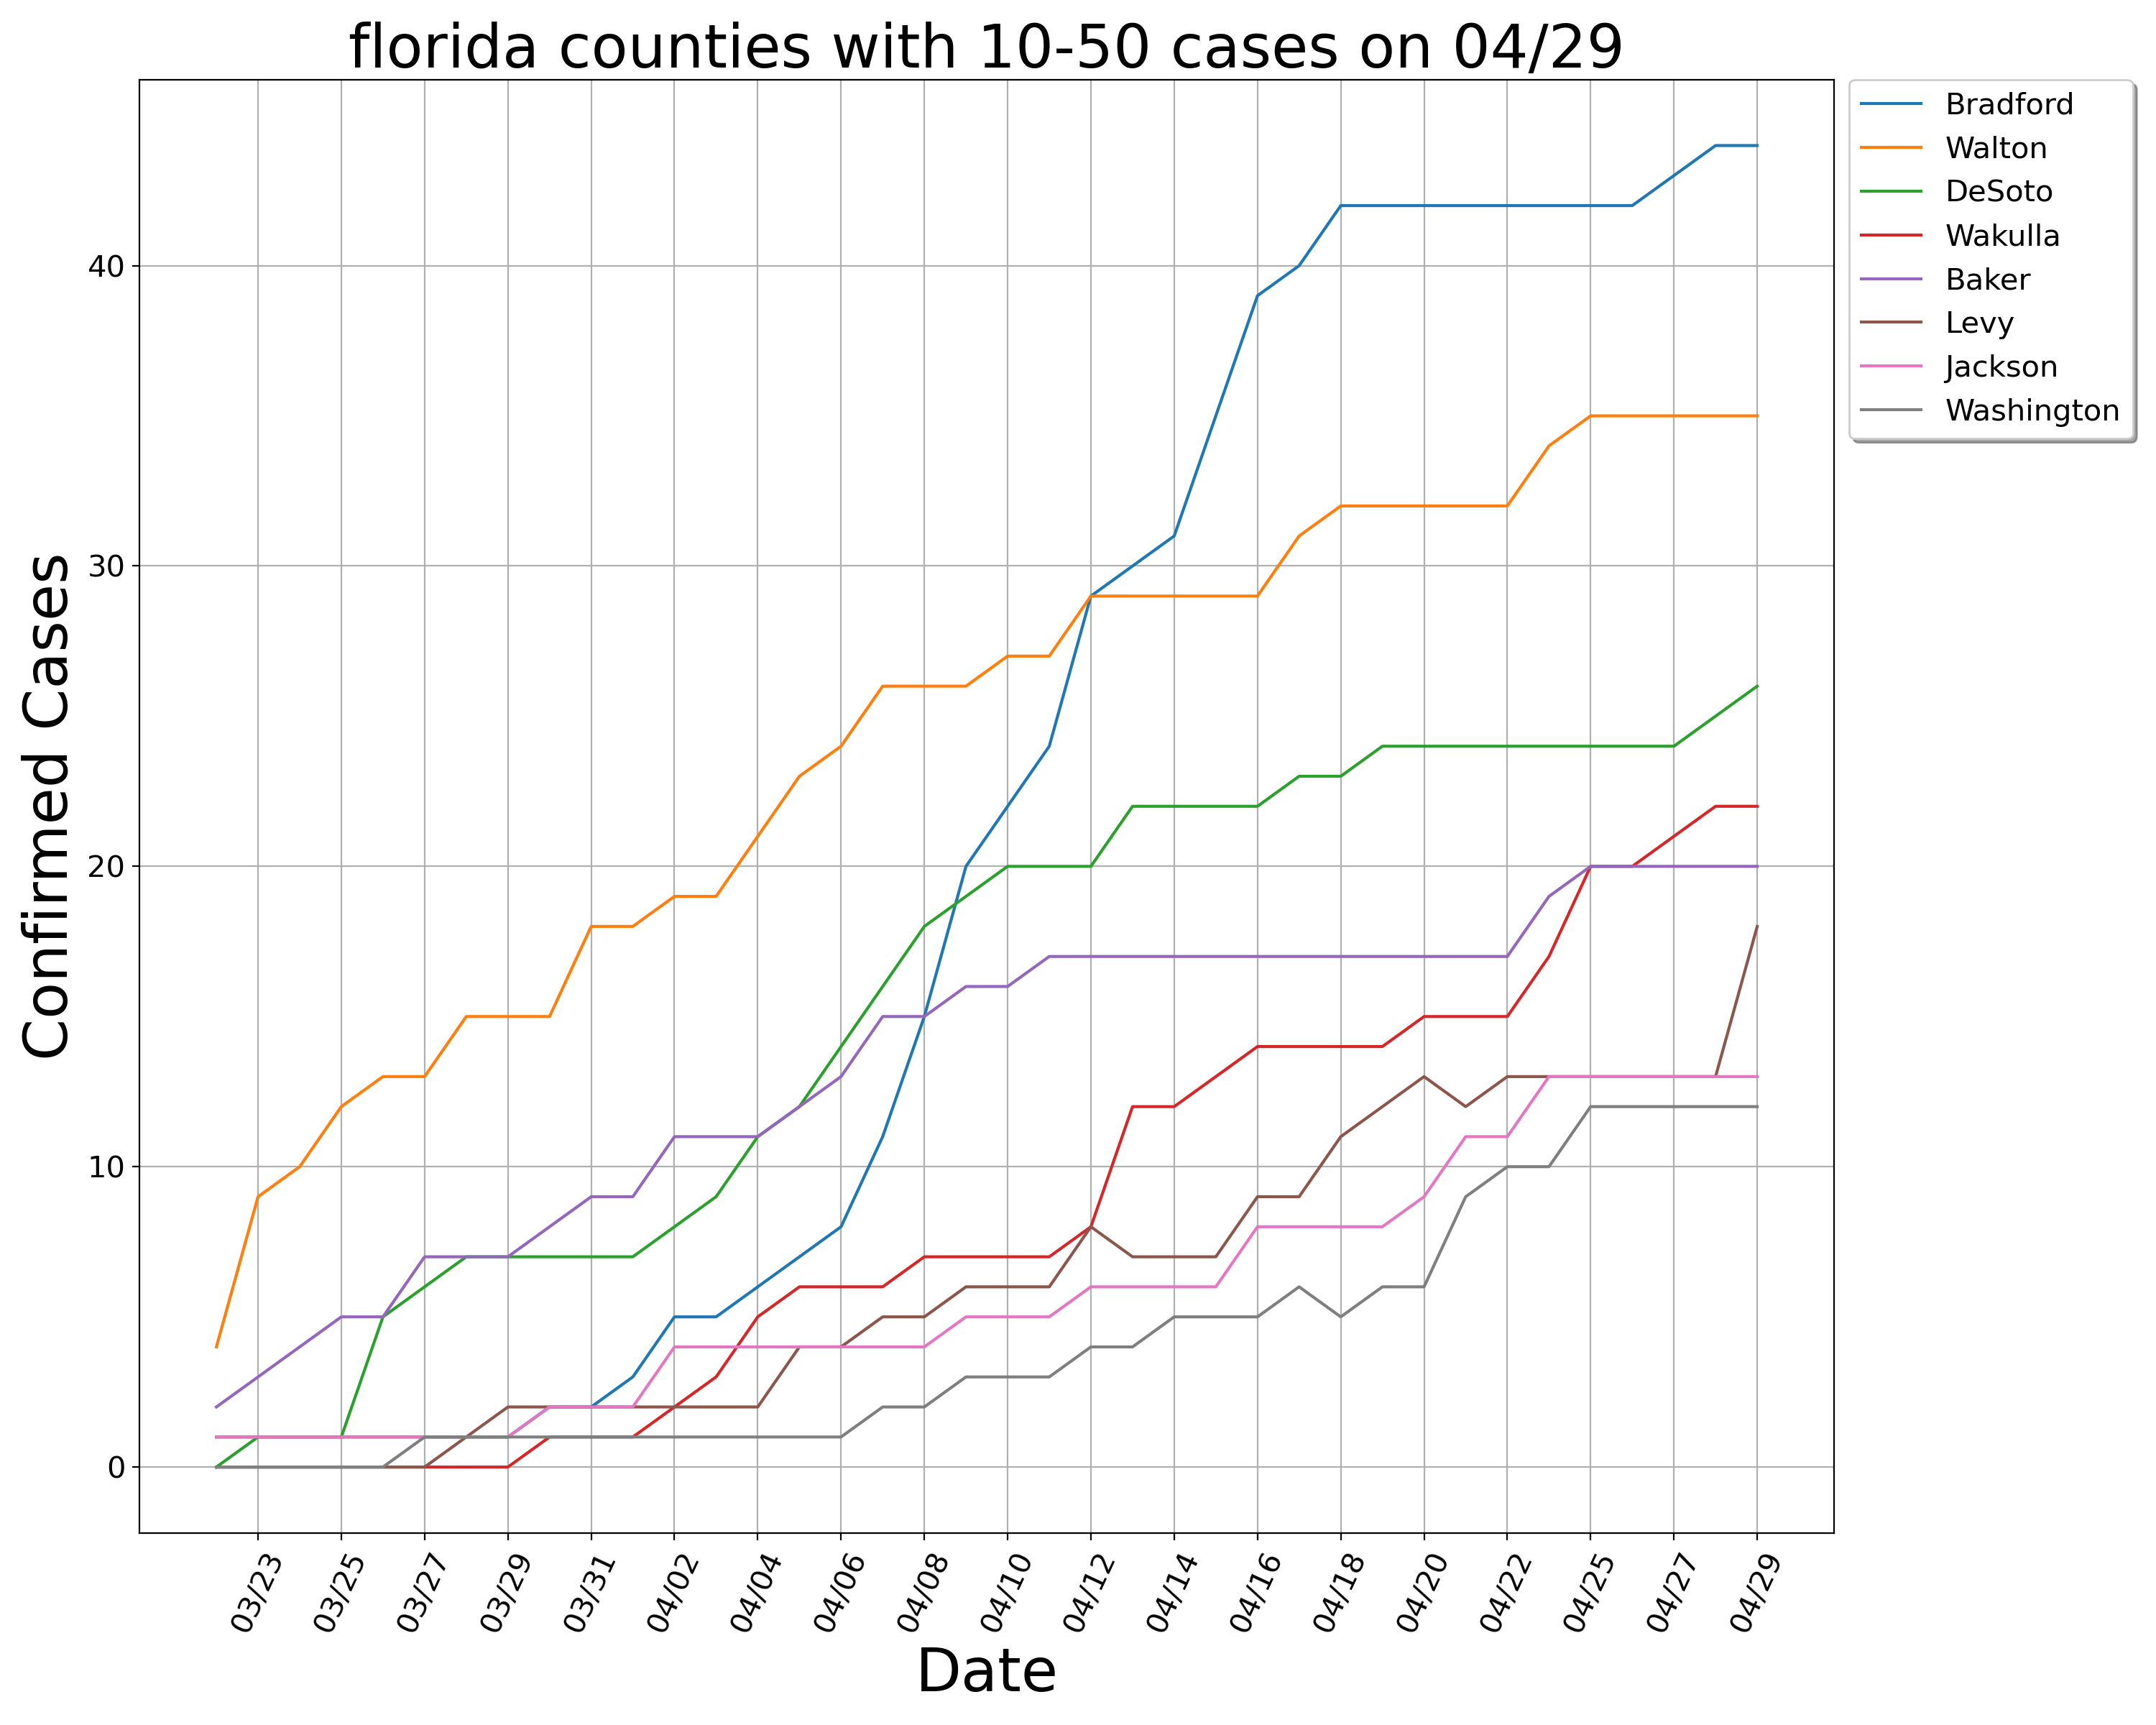 florida counties with 10-50 cases on 04/29
Bradford
Walton
DeSoto
Wakulla
Baker
Levy
Jackson
Washington
Confirmed Cases
40
30
20
10
0
03/23
03/25
03/27
03/29
03/31
04/02
04/04
04/06
04/08
04/10
04/12
04/14
04/16
04/18
04/20
04/22
04/25
04/27
04/29
Date